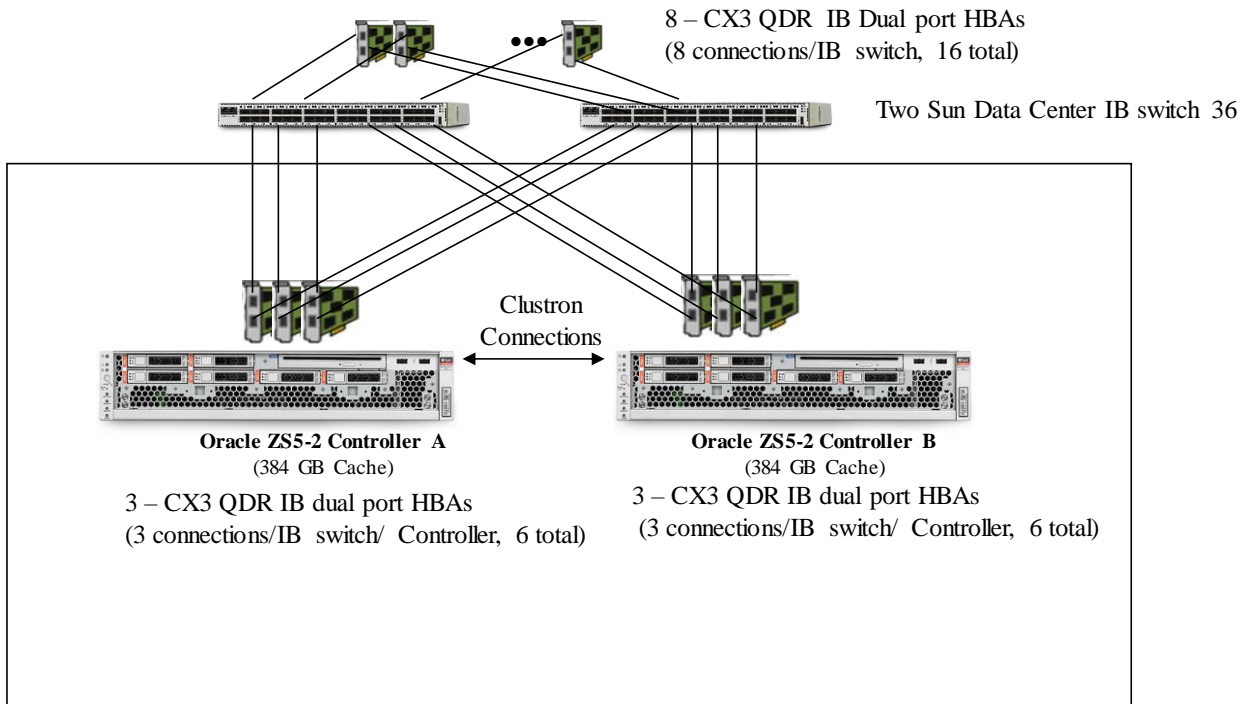 8 – CX3 QDR IB Dual port HBAs
(8 connections/IB switch, 16 total)
Two Sun Data Center IB switch 36
Clustron
Connections
Oracle ZS5-2 Controller A
(384 GB Cache)
3 – CX3 QDR IB dual port HBAs
(3 connections/IB switch/ Controller, 6 total)
Oracle ZS5-2 Controller B
(384 GB Cache)
3 – CX3 QDR IB dual port HBAs
(3 connections/IB switch/ Controller, 6 total)